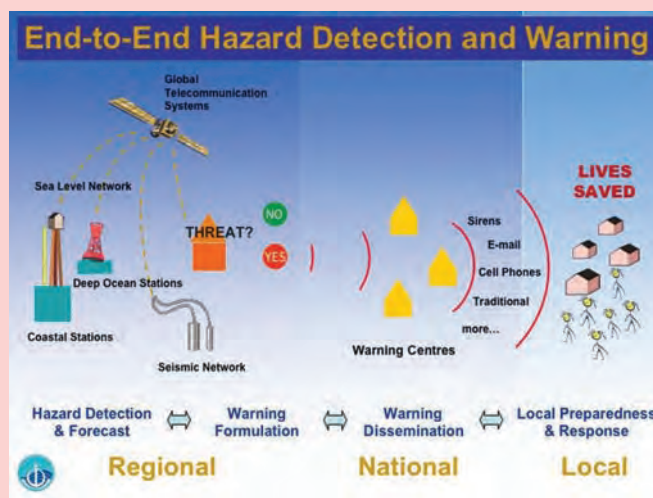 End-to-End Hazard Detection and Warning
Global
Telecommunication
Systems
Sea Level Network
THREAT?
NO
YES
Deep Ocean Stations
Coastal Stations
Seismic Network
Sirens
E-mail
Cell Phones
Traditional
more...
Warning Centres
LIVES
SAVED
Hazard Detection
& Forecast
Warning
Formulation
Warning
Dissemination
Local Preparedness
& Response
Regional
National
Local